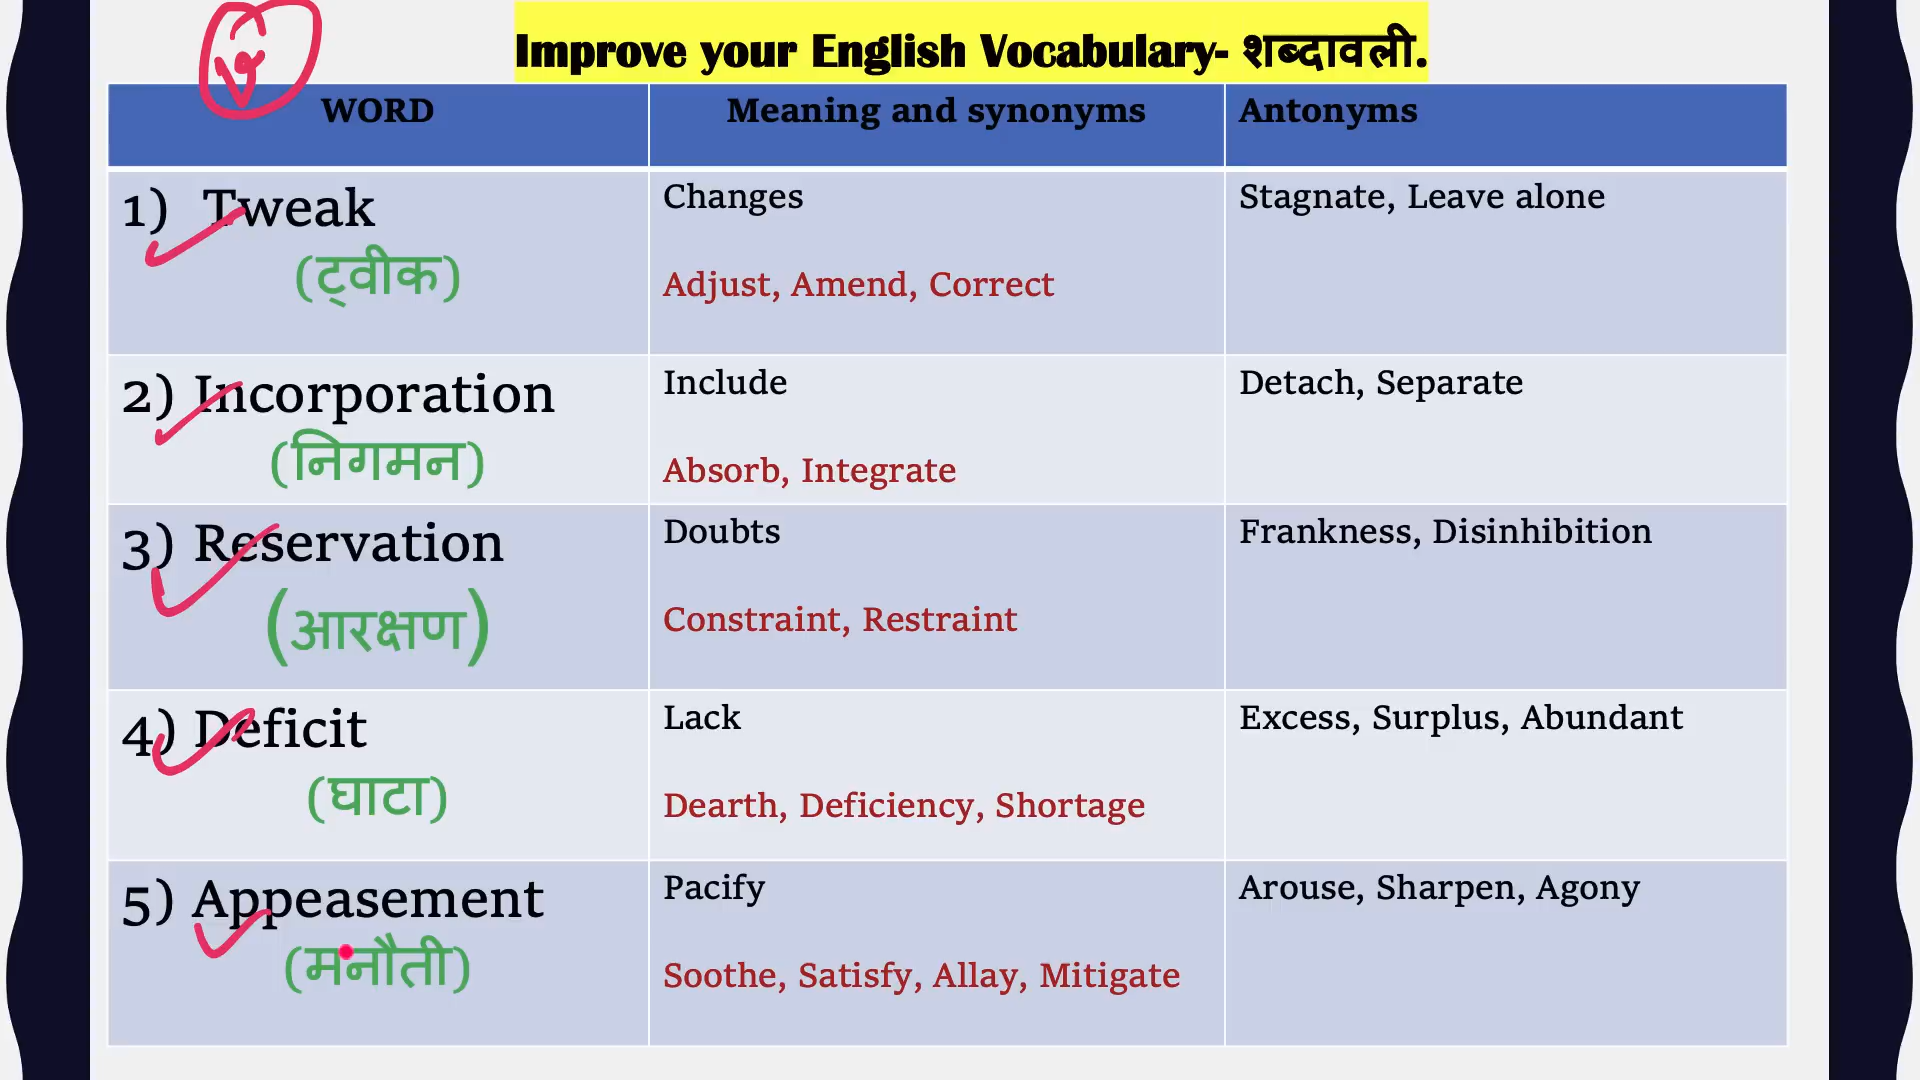 Improve your English Vocabulary- शब्दावली.
WORD
Meaning and synonyms
Antonyms
1) Tweak
(ट्वीक)
Changes
Adjust, Amend, Correct
Stagnate, Leave alone
2) Incorporation
(निगमन)
Include
Absorb, Integrate
Detach, Separate
3) Reservation
(आरक्षण)
Doubts
Constraint, Restraint
Frankness, Disinhibition
4) Deficit
(घाटा)
Lack
Dearth, Deficiency, Shortage
Excess, Surplus, Abundant
5) Appeasement
(मनौती)
Pacify
Soothe, Satisfy, Allay, Mitigate
Arouse, Sharpen, Agony